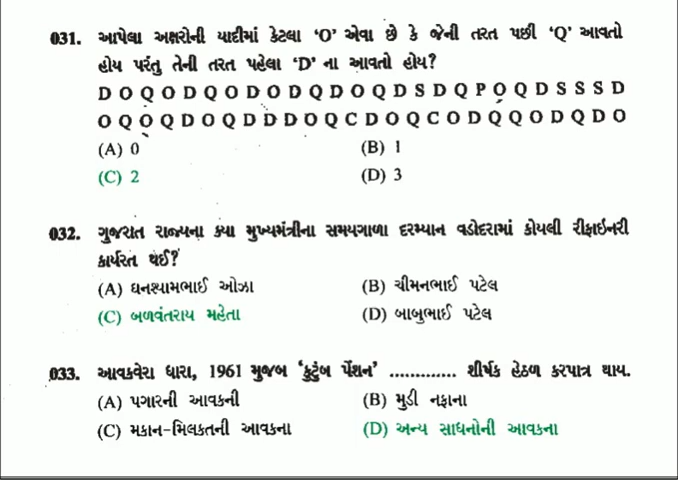 031. આપેલા અક્ષરોની યાદીમાં કેટલા ‘O’ એવા છે કે જેની તરત પછી ‘Q’ આવતો
હોય પરંતુ તેની તરત પહેલા ‘D’ ના આવતો હોય?
D O Q O D Q O D O D Q D O Q D S D Q P O Q D S S S D
O Q O Q D O Q D D D O Q C D O Q C O D Q Q O D Q D O
(A) 0 (B) 1
(C) 2 (D) 3
032. ગુજરાત રાજ્યના ક્યા મુખ્યમંત્રીના સમયગાળા દરમ્યાન વડોદરામાં કોયલી રીફાઇનરી
કાર્યરત થઈ?
(A) ઘનશ્યામભાઈ ઓઝા (B) ચીમનભાઈ પટેલ
(C) બળવંતરાય મહેતા (D) બાબુભાઈ પટેલ
033. આવકવેરા ધારા, 1961 મુજબ ‘કુટુંબ પેંશન’ ............. શીર્ષક હેઠળ કરપાત્ર થાય.
(A) પગારની આવકની (B) મુડી નફાના
(C) મકાન-મિલકતની આવકના (D) અન્ય સાધનોની આવકના